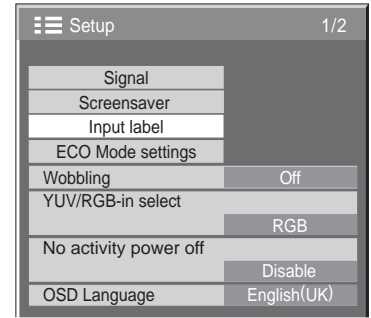 Setup 1/2
Signal
Screensaver
Input label
ECO Mode settings
Wobbling Off
YUV/RGB-in select
RGB
No activity power off
Disable
OSD Language English(UK)